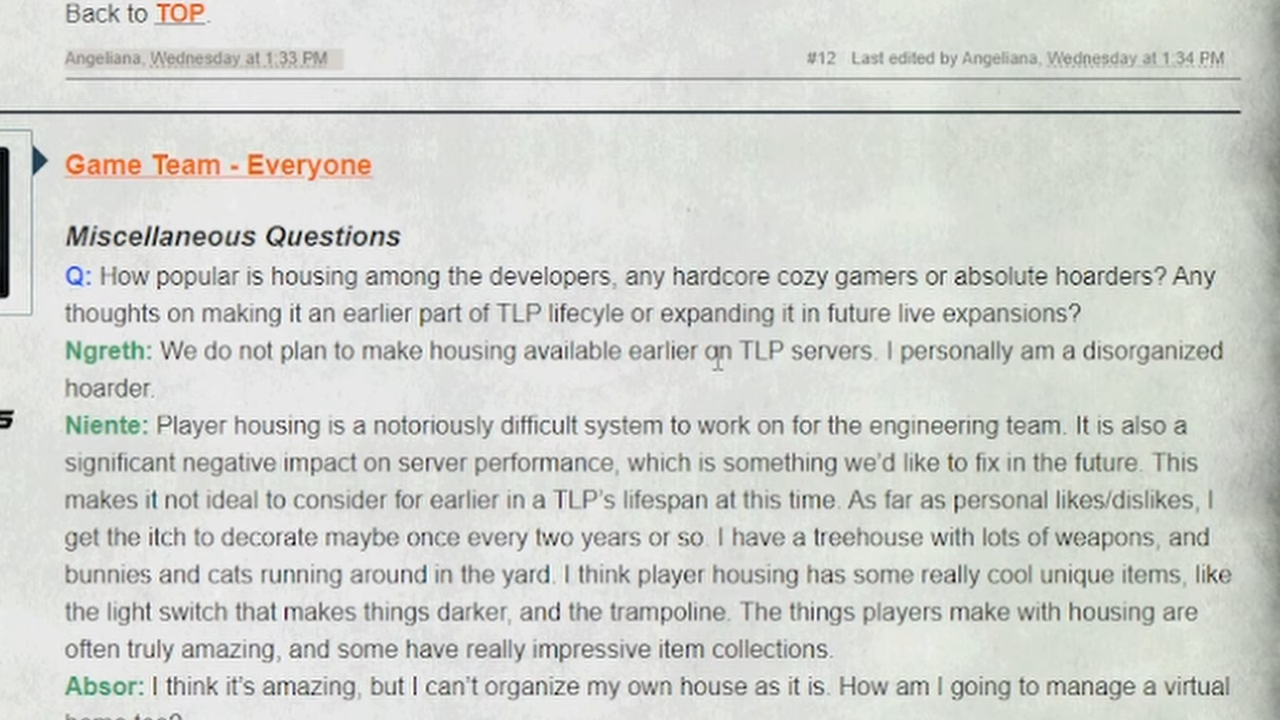 Back to TOP.
Angeliana, Wednesday at 1:33 PM
#12 Last edited by Angeliana, Wednesday at 1:34 PM
Game Team - Everyone
Miscellaneous Questions
Q: How popular is housing among the developers, any hardcore cozy gamers or absolute hoarders? Any
thoughts on making it an earlier part of TLP lifecyle or expanding it in future live expansions?
Ngreth: We do not plan to make housing available earlier on TLP servers. I personally am a disorganized
hoarder.
Niente: Player housing is a notoriously difficult system to work on for the engineering team. It is also a
significant negative impact on server performance, which is something we'd like to fix in the future. This
makes it not ideal to consider for earlier in a TLP's lifespan at this time. As far as personal likes/dislikes, I
get the itch to decorate maybe once every two years or so. I have a treehouse with lots of weapons, and
bunnies and cats running around in the yard. I think player housing has some really cool unique items, like
the light switch that makes things darker, and the trampoline. The things players make with housing are
often truly amazing, and some have really impressive item collections.
Absor: I think it's amazing, but I can't organize my own house as it is. How am I going to manage a virtual
home too?